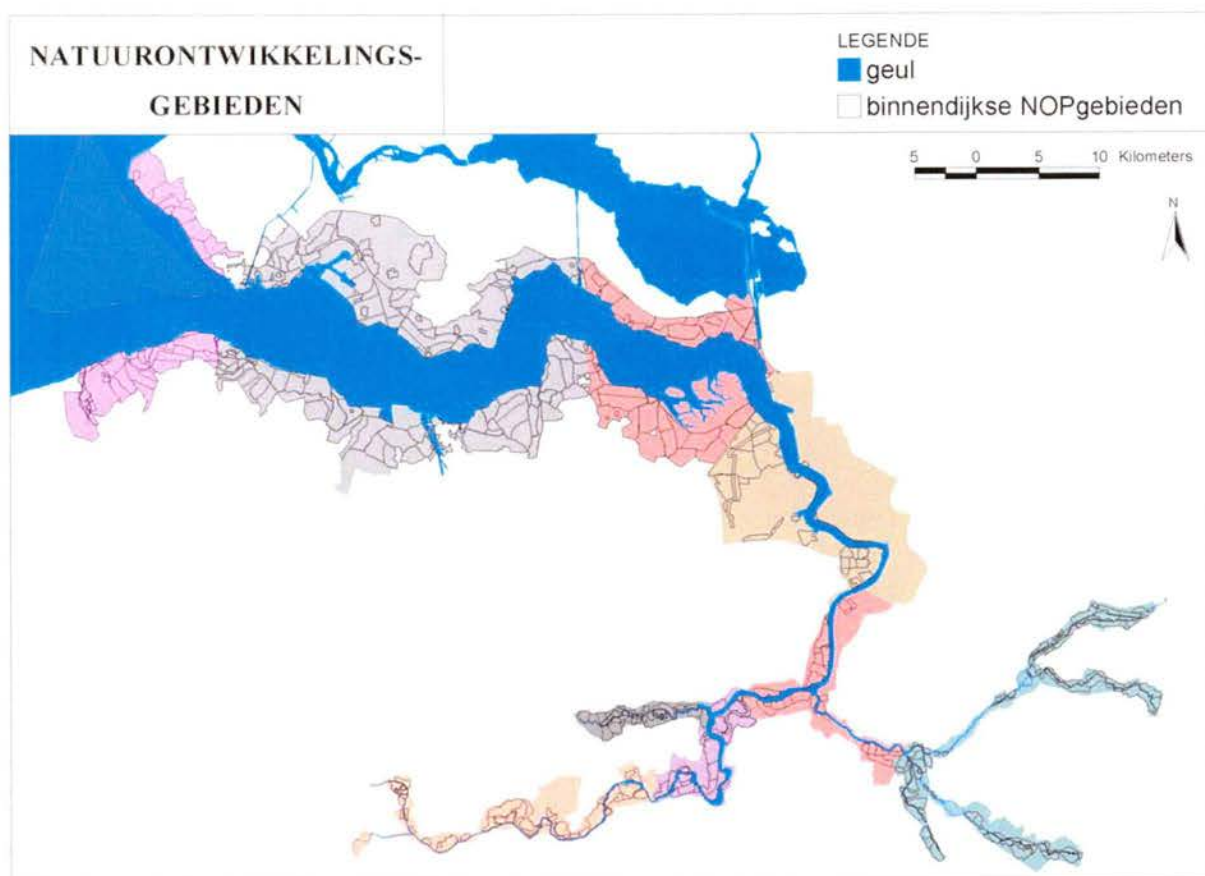 NATUURONTWIKKELINGS-
GEBIEDEN
LEGENDE
geul
binnendijkse NOPgebieden
5 0 5 10 Kilometers
N